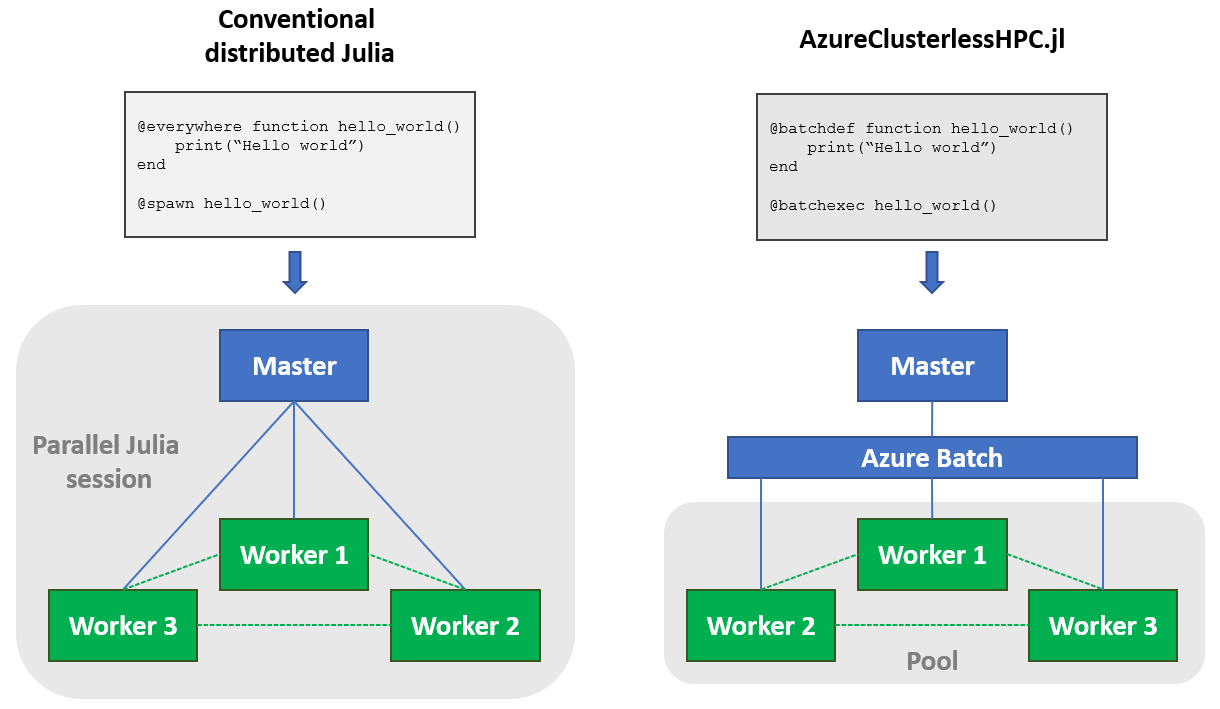 Conventional
distributed Julia
@everywhere function hello_world()
    print(“Hello world”)
end
@spawn hello_world()
Master
Parallel Julia
session
Worker 1
Worker 3
Worker 2
AzureClusterlessHPC.jl
@batchdef function hello_world()
    print(“Hello world”)
end
@batchexec hello_world()
Master
Azure Batch
Worker 1
Worker 2
Worker 3
Pool